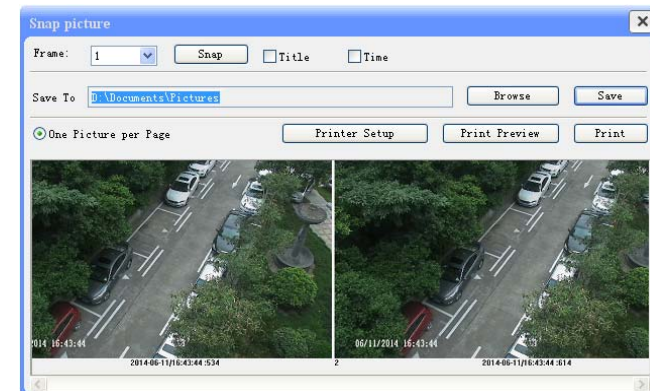 Snap picture
Frame: 1 Snap Title Time
Save To D:\Documents\Pictures Browse Save
One Picture per Page Printer Setup Print Preview Print
2014 16:43:44 06/11/2014 16:43:44
2014-06-11/16:43:44 :534 2 2014-06-11/16:43:44 :614